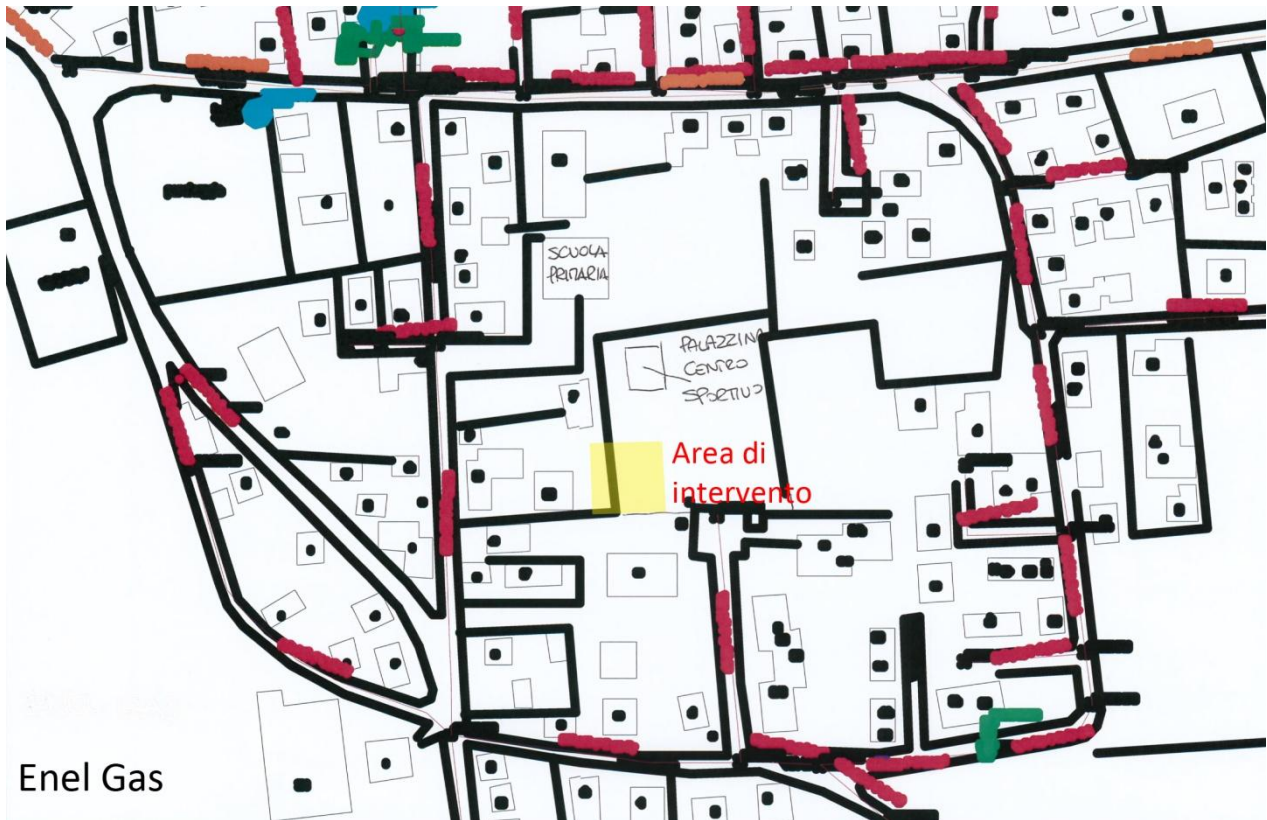 SCUOLA
PRIMARIA
PALAZZINA
CENTRO
SPORTIVO
Area di
intervento
Enel Gas